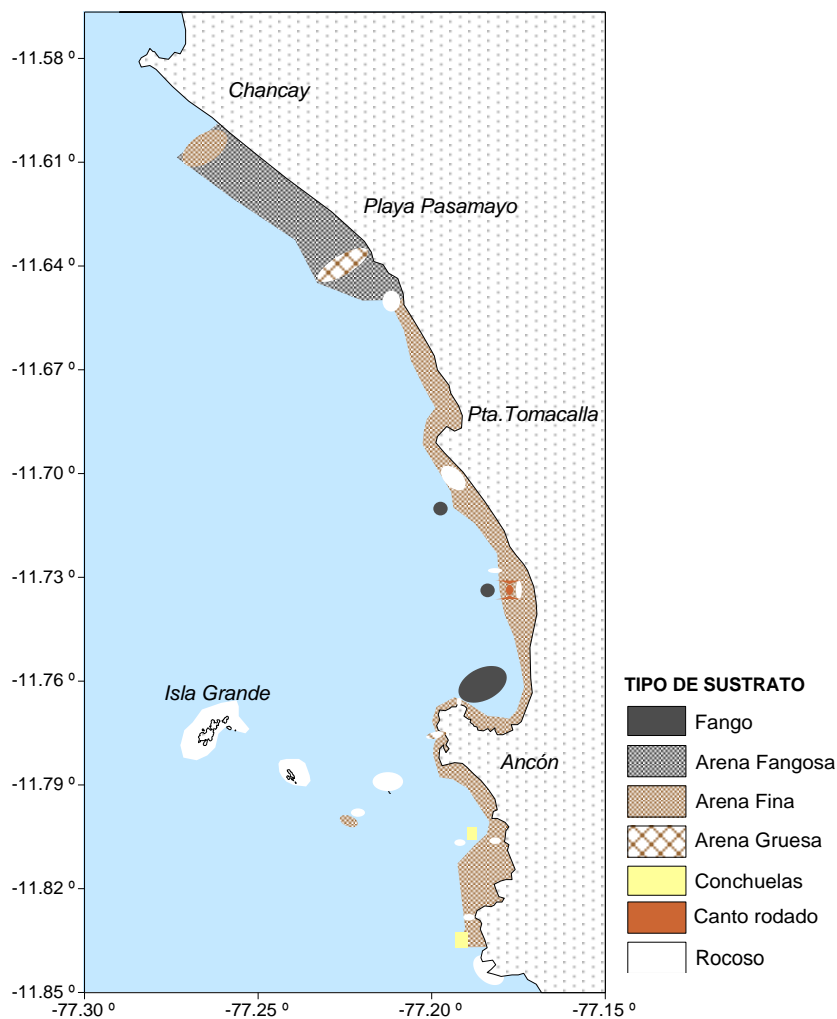 -11.58 º
Chancay
-11.61 º
Playa Pasamayo
-11.64 º
-11.67 º
Pta.Tomacalla
-11.70 º
-11.73 º
-11.76 º
Isla Grande
-11.79 º
Ancón
-11.82 º
-11.85 º
-77.30 º
-77.25 º
-77.20 º
-77.15 º
TIPO DE SUSTRATO
Fango
Arena Fangosa
Arena Fina
Arena Gruesa
Conchuelas
Canto rodado
Rocoso